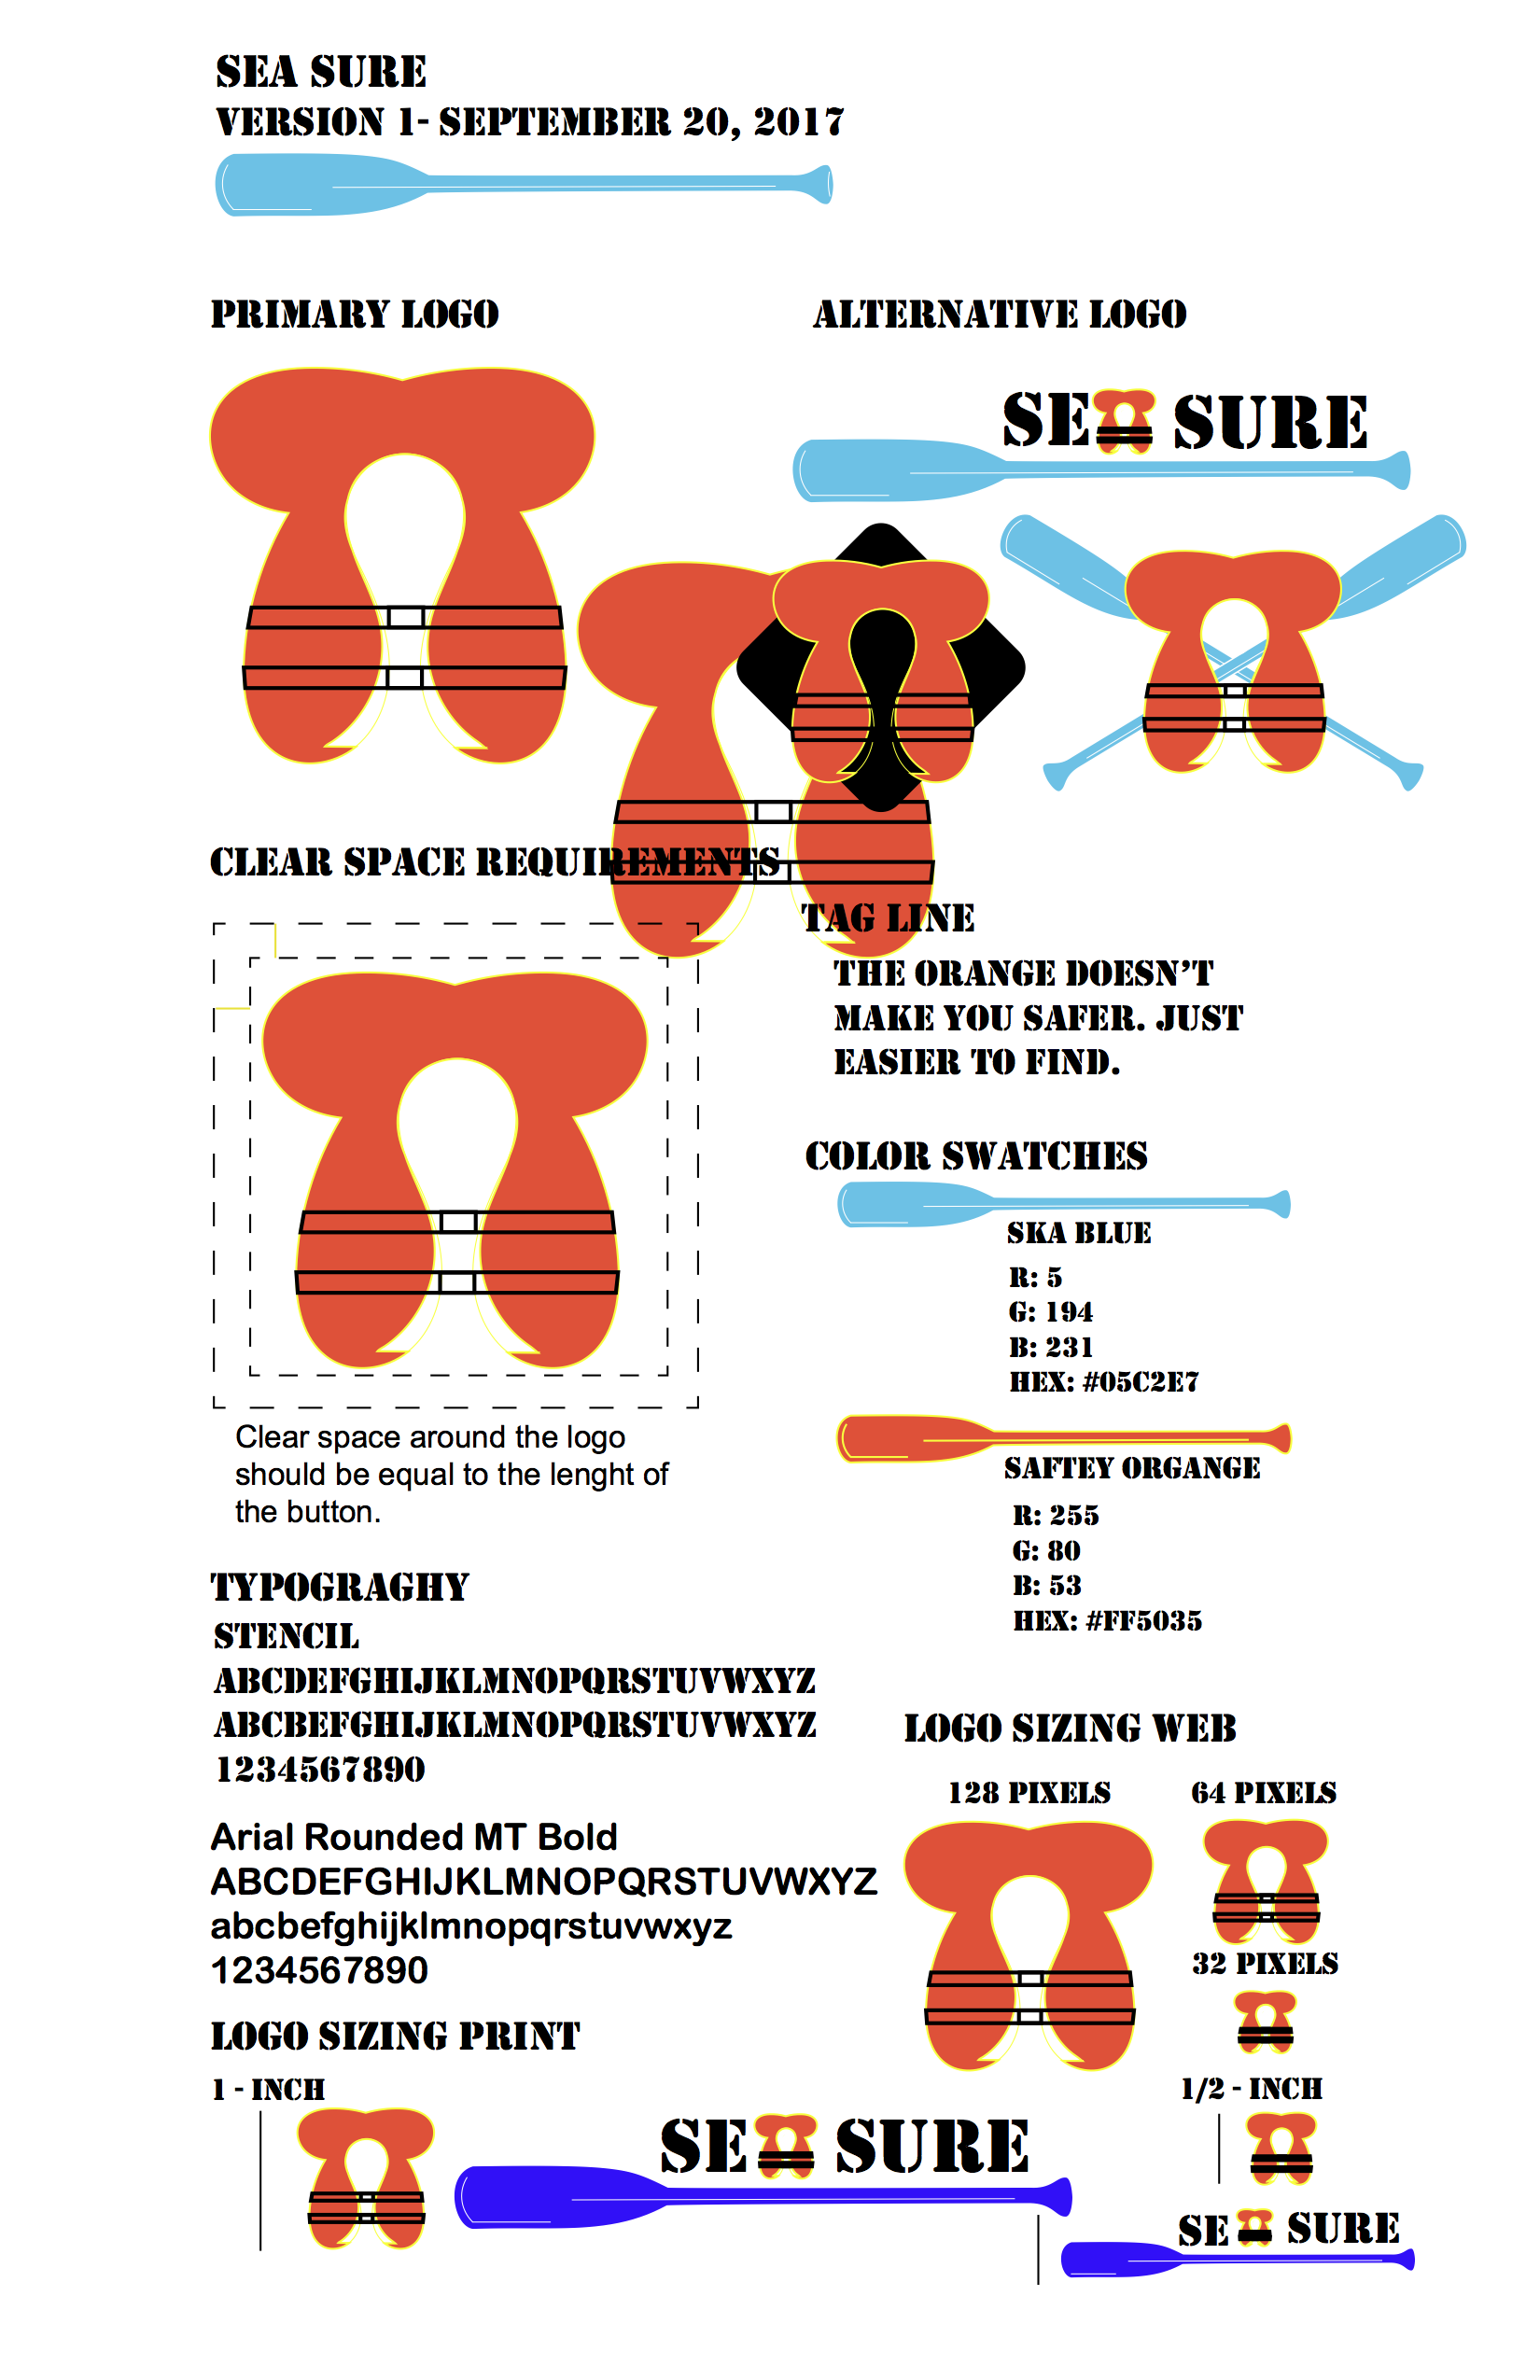 SEA SURE
VERSION 1- SEPTEMBER 20, 2017
PRIMARY LOGO
ALTERNATIVE LOGO
SE SURE
CLEAR SPACE REQUIREMENTS
TAG LINE
THE ORANGE DOESN’T
MAKE YOU SAFER. JUST
EASIER TO FIND.
COLOR SWATCHES
SKA BLUE
R: 5
G: 194
B: 231
HEX: #05C2E7
SAFTEY ORGANGE
R: 255
G: 80
B: 53
HEX: #FF5035
Clear space around the logo
should be equal to the lenght of
the button.
TYPOGRAGHY
STENCIL
ABCDEFGHIJKLMNOPQRSTUVWXYZ
ABCBEFGHIJKLMNOPQRSTUVWXYZ
1234567890
Arial Rounded MT Bold
ABCDEFGHIJKLMNOPQRSTUVWXYZ
abcbefghijklmnopqrstuvwxyz
1234567890
LOGO SIZING WEB
128 PIXELS
64 PIXELS
32 PIXELS
LOGO SIZING PRINT
1 - INCH
1/2 - INCH
SE SURE
SE SURE